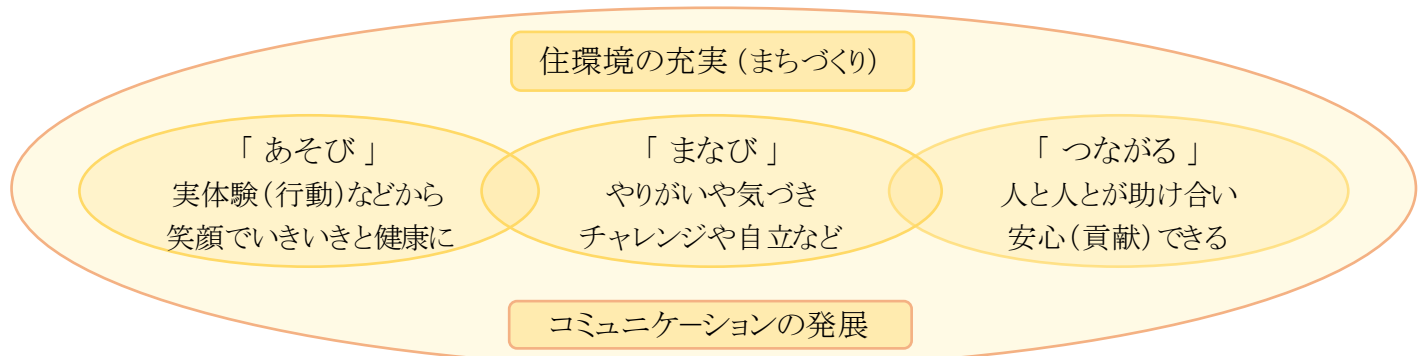 住環境の充実(まちづくり)
「 あそび 」
実体験(行動)などから
笑顔でいきいきと健康に
「 まなび 」
やりがいや気づき
チャレンジや自立など
「 つながる 」
人と人とが助け合い
安心(貢献)できる
コミュニケーションの発展